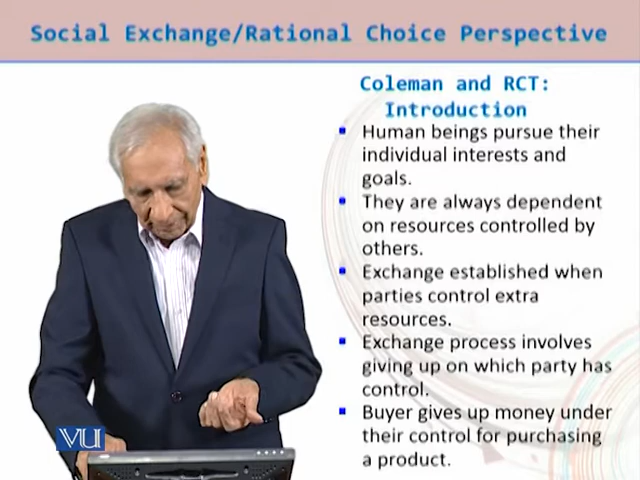 Social Exchange/Rational Choice Perspective
Coleman and RCT:
Introduction
Human beings pursue their
individual interests and
goals.
They are always dependent
on resources controlled by
others.
Exchange established when
parties control extra
resources.
Exchange process involves
giving up on which party has
control.
Buyer gives up money under
their control for purchasing
a product.
VU